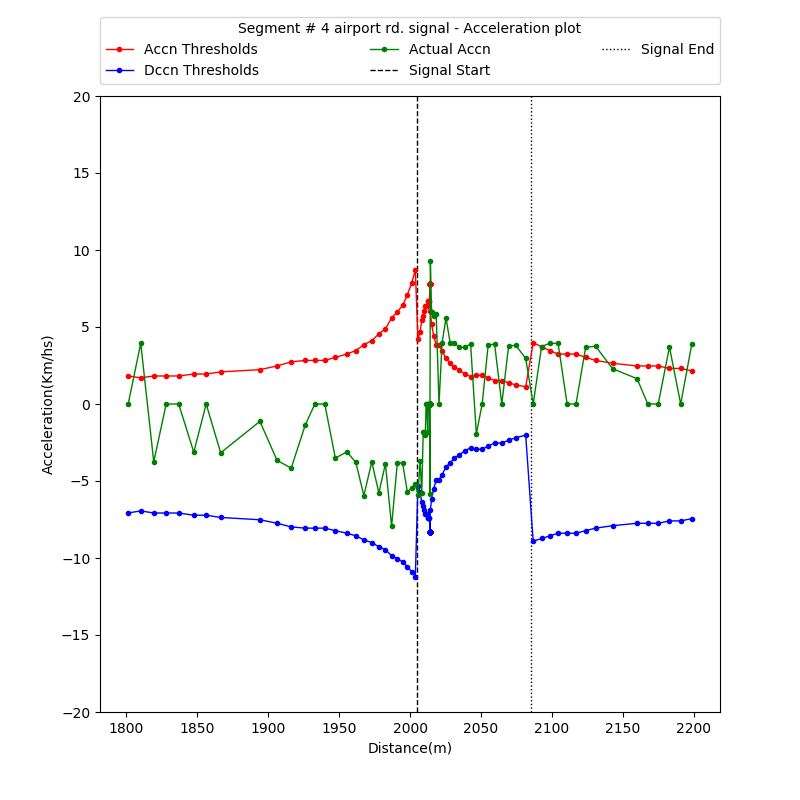 Segment # 4 airport rd. signal - Acceleration plot
Accn Thresholds
Dccn Thresholds
Actual Accn
Signal Start
Signal End
20
15
10
5
0
−5
−10
−15
−20
Acceleration(Km/hs)
1800 1850 1900 1950 2000 2050 2100 2150 2200
Distance(m)